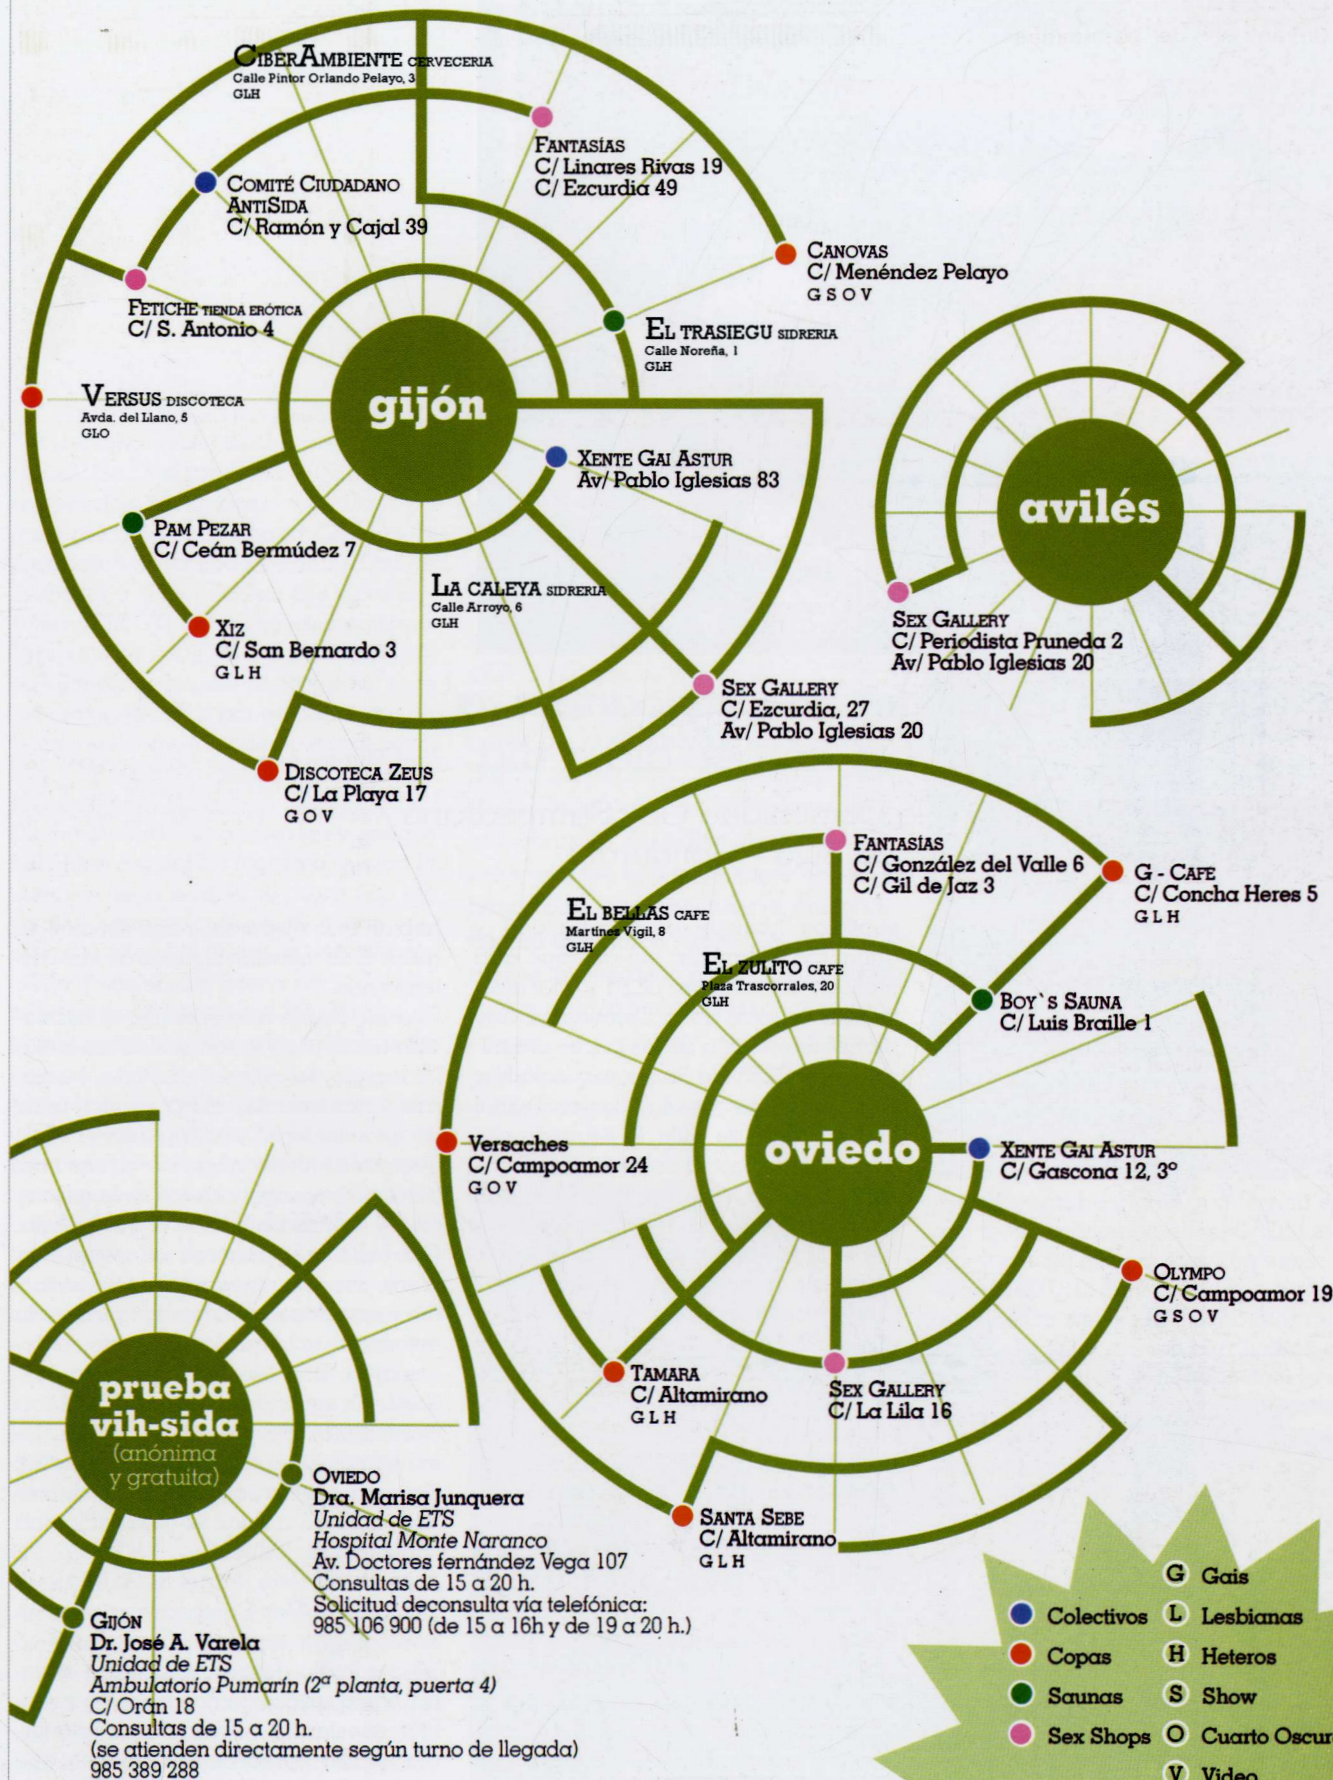 CIBERAMBIENTE CERVECERIA
Calle Pintor Orlando Pelayo, 3
GLH
FANTASÍAS
C/ Linares Rivas 19
C/ Ezcurdia 49
COMITÉ CIUDADANO
ANTISIDA
C/ Ramón y Cajal 39
CANOVAS
C/ Menéndez Pelayo
G S O V
FETICHE TIENDA ERÓTICA
C/ S. Antonio 4
EL TRASIEGU SIDRERIA
Calle Noreña, 1
GLH
VERSUS DISCOTECA
Avda. del Llano, 5
GLO
gijón
XENTE GAI ASTUR
Av/ Pablo Iglesias 83
PAM PEZAR
C/ Ceán Bermúdez 7
LA CALEYA SIDRERIA
Calle Arroyo, 6
GLH
XIZ
C/ San Bernardo 3
G L H
SEX GALLERY
C/ Ezcurdia, 27
Av/ Pablo Iglesias 20
DISCOTECA ZEUS
C/ La Playa 17
G O V
avilés
SEX GALLERY
C/ Periodista Pruneda 2
Av/ Pablo Iglesias 20
FANTASÍAS
C/ González del Valle 6
C/ Gil de Jaz 3
G - CAFE
C/ Concha Heres 5
G L H
EL BELLAS CAFE
Martínez Vigil, 8
GLH
EL ZULITO CAFE
Plaza Trascorrales, 20
GLH
BOY`S SAUNA
C/ Luis Braille 1
Versaches
C/ Campoamor 24
G O V
oviedo
XENTE GAI ASTUR
C/ Gascona 12, 3º
OLYMPO
C/ Campoamor 19
G S O V
TAMARA
C/ Altamirano
G L H
SEX GALLERY
C/ La Lila 16
SANTA SEBE
C/ Altamirano
G L H
prueba
vih-sida
(anónima
y gratuita)
OVIEDO
Dra. Marisa Junquera
Unidad de ETS
Hospital Monte Naranco
Av. Doctores fernández Vega 107
Consultas de 15 a 20 h.
Solicitud deconsulta vía telefónica:
985 106 900 (de 15 a 16h y de 19 a 20 h.)
GIJÓN
Dr. José A. Varela
Unidad de ETS
Ambulatorio Pumarín (2ª planta, puerta 4)
C/ Orán 18
Consultas de 15 a 20 h.
(se atienden directamente según turno de llegada)
985 389 288
Colectivos
Copas
Saunas
Sex Shops
G Gais
L Lesbianas
H Heteros
S Show
O Cuarto Oscuro
V Video